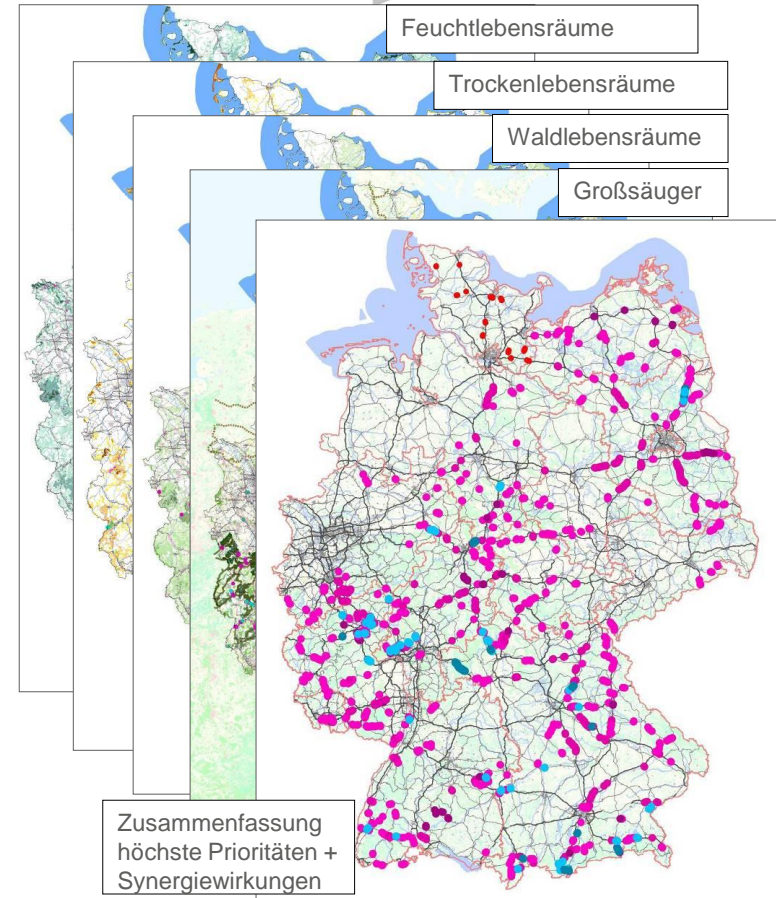 Feuchtlebensräume
Trockenlebensräume
Waldlebensräume
Großsäuger
Zusammenfassung
höchste Prioritäten +
Synergiewirkungen